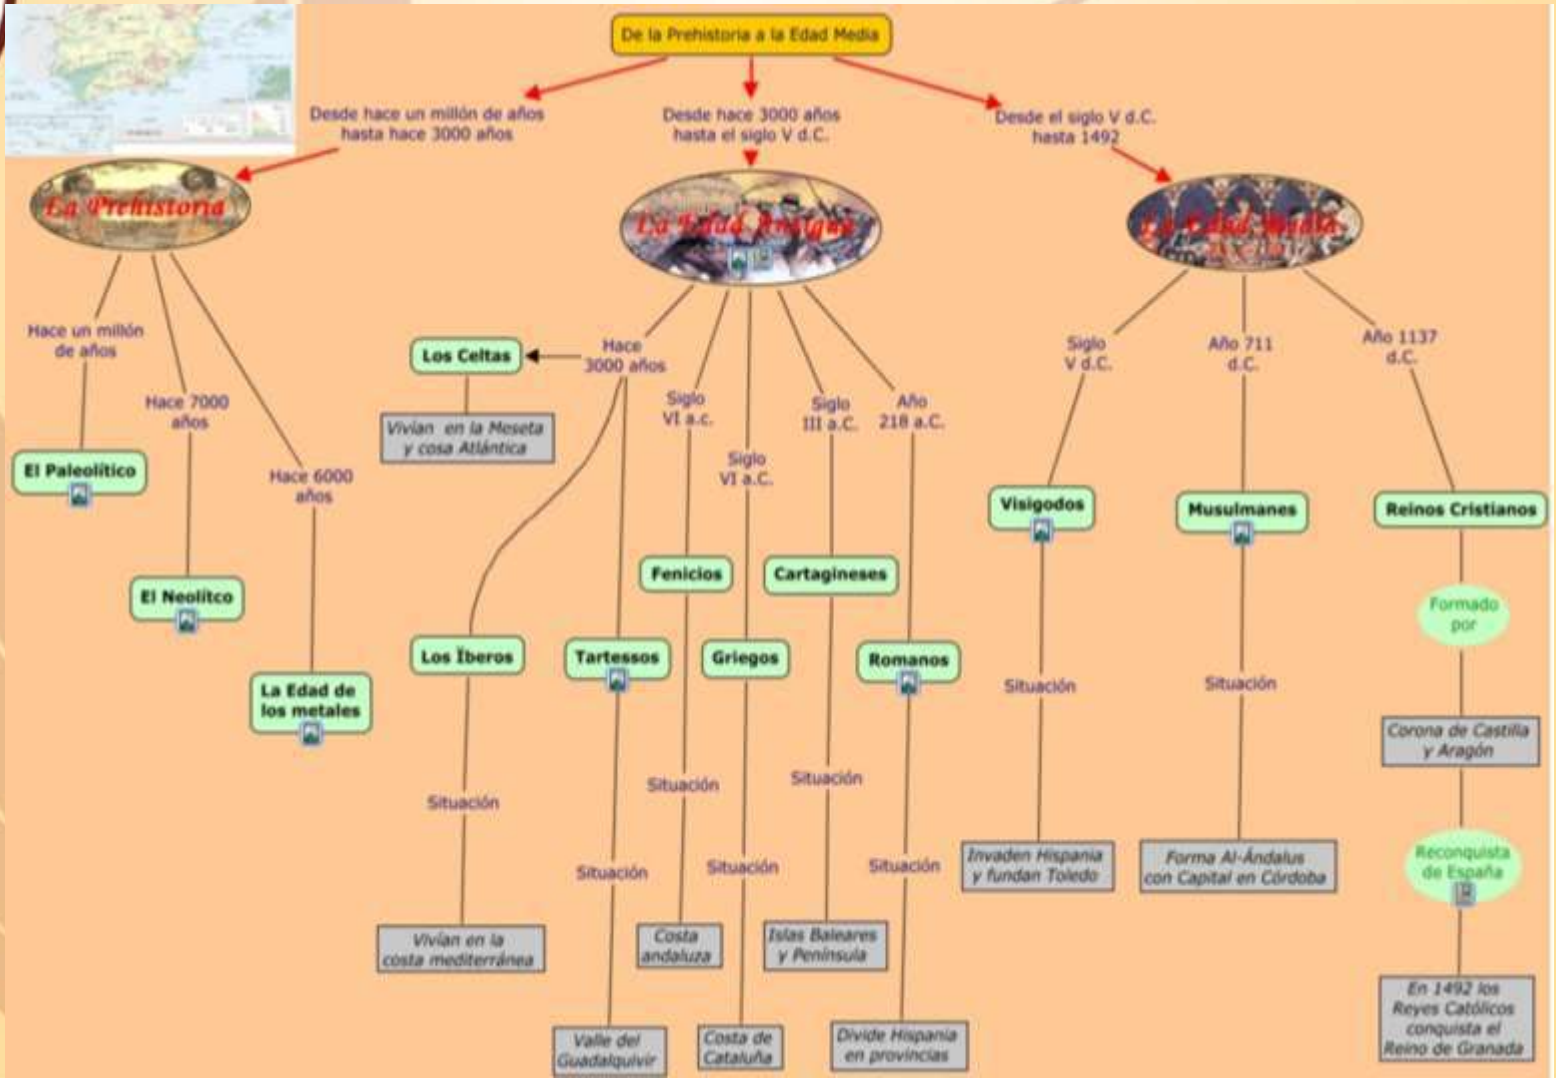 De la Prehistoria a la Edad Media
Desde hace un millón de años
hasta hace 3000 años
Desde hace 3000 años
hasta el siglo V d.C.
Desde el siglo V d.C.
hasta 1492
La Prehistoria
La Edad Antigua
La Edad Media
Hace un millón
de años
Hace 7000
años
Hace 6000
años
El Paleolítico
El Neolítco
La Edad de
los metales
Los Celtas
Hace
3000 años
Vivían en la Meseta
y cosa Atlántica
Siglo
VI a.c.
Siglo
VI a.C.
Siglo
III a.C.
Año
218 a.C.
Fenicios
Cartagineses
Los Ïberos
Tartessos
Griegos
Romanos
Situación
Situación
Situación
Situación
Situación
Situación
Vivían en la
costa mediterránea
Valle del
Guadalquivir
Costa
andaluza
Costa de
Cataluña
Islas Baleares
y Península
Divide Hispania
en provincias
Siglo
V d.C.
Año 711
d.C.
Año 1137
d.C.
Visigodos
Musulmanes
Reinos Cristianos
Situación
Situación
Formado
por
Invaden Hispania
y fundan Toledo
Forma Al-Ándalus
con Capital en Córdoba
Corona de Castilla
y Aragón
Reconquista
de España
En 1492 los
Reyes Católicos
conquista el
Reino de Granada